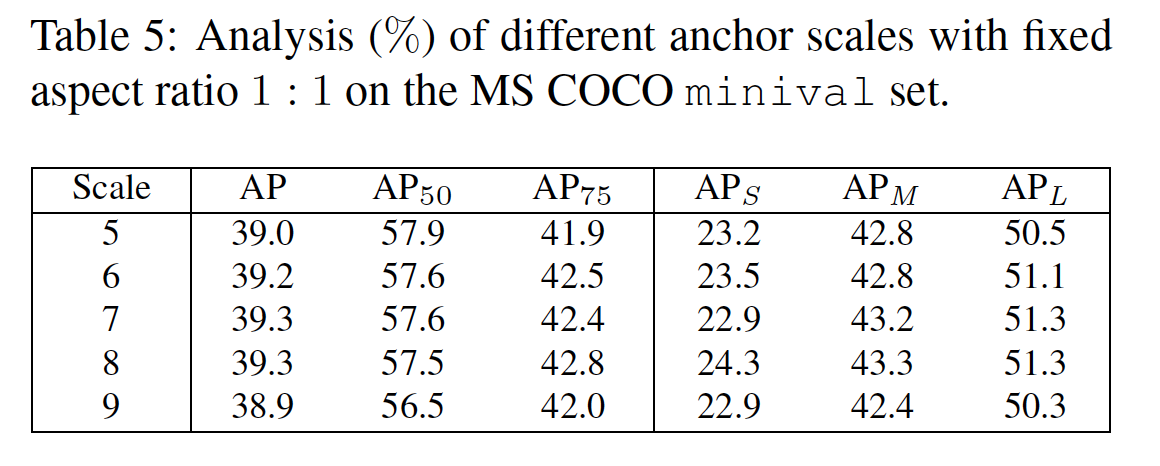 Table 5: Analysis (%) of different anchor scales with fixed
aspect ratio 1 : 1 on the MS COCO minival set.
Scale AP AP50 AP75 APS APM APL
5 39.0 57.9 41.9 23.2 42.8 50.5
6 39.2 57.6 42.5 23.5 42.8 51.1
7 39.3 57.6 42.4 22.9 43.2 51.3
8 39.3 57.5 42.8 24.3 43.3 51.3
9 38.9 56.5 42.0 22.9 42.4 50.3